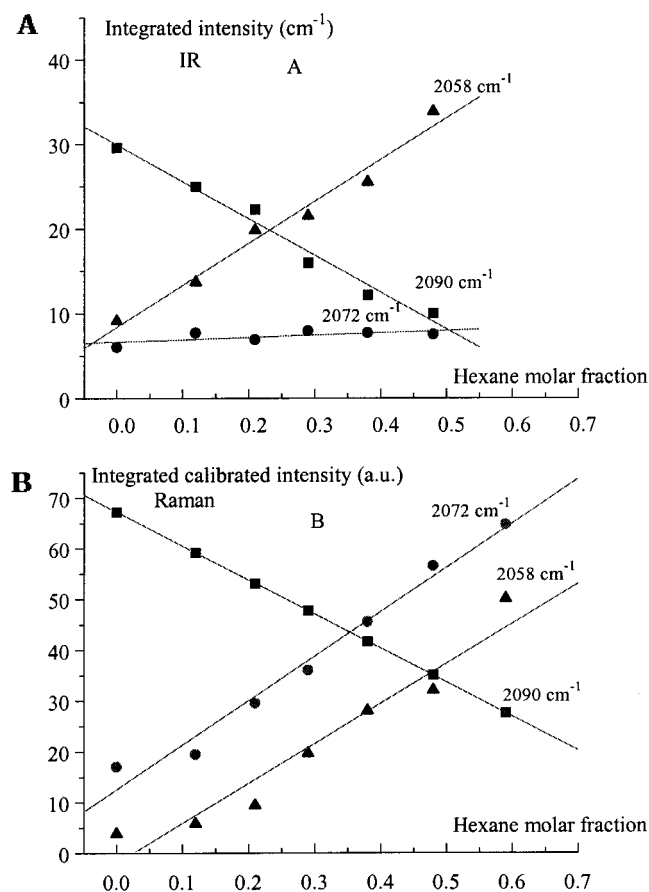 A
Integrated intensity (cm-1)
40
IR
A
2058 cm-1
30
20
2090 cm-1
2072 cm-1
10
Hexane molar fraction
0
0.0 0.1 0.2 0.3 0.4 0.5 0.6 0.7
B
Integrated calibrated intensity (a.u.)
70
Raman
B
2072 cm-1
60
2058 cm-1
50
40
30
2090 cm-1
20
10
Hexane molar fraction
0
0.0 0.1 0.2 0.3 0.4 0.5 0.6 0.7